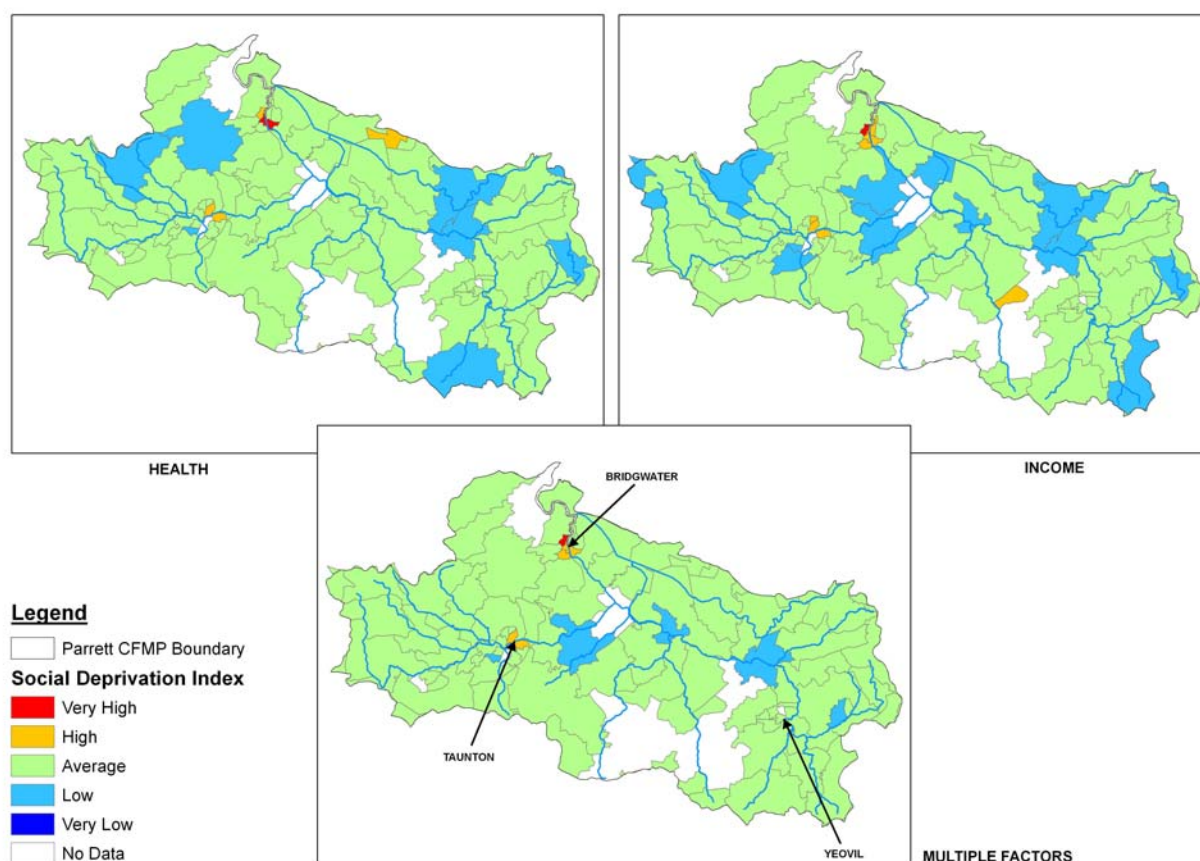 HEALTH
INCOME
BRIDGWATER
TAUNTON
YEOVIL
MULTIPLE FACTORS
Legend
Parrett CFMP Boundary
Social Deprivation Index
Very High
High
Average
Low
Very Low
No Data